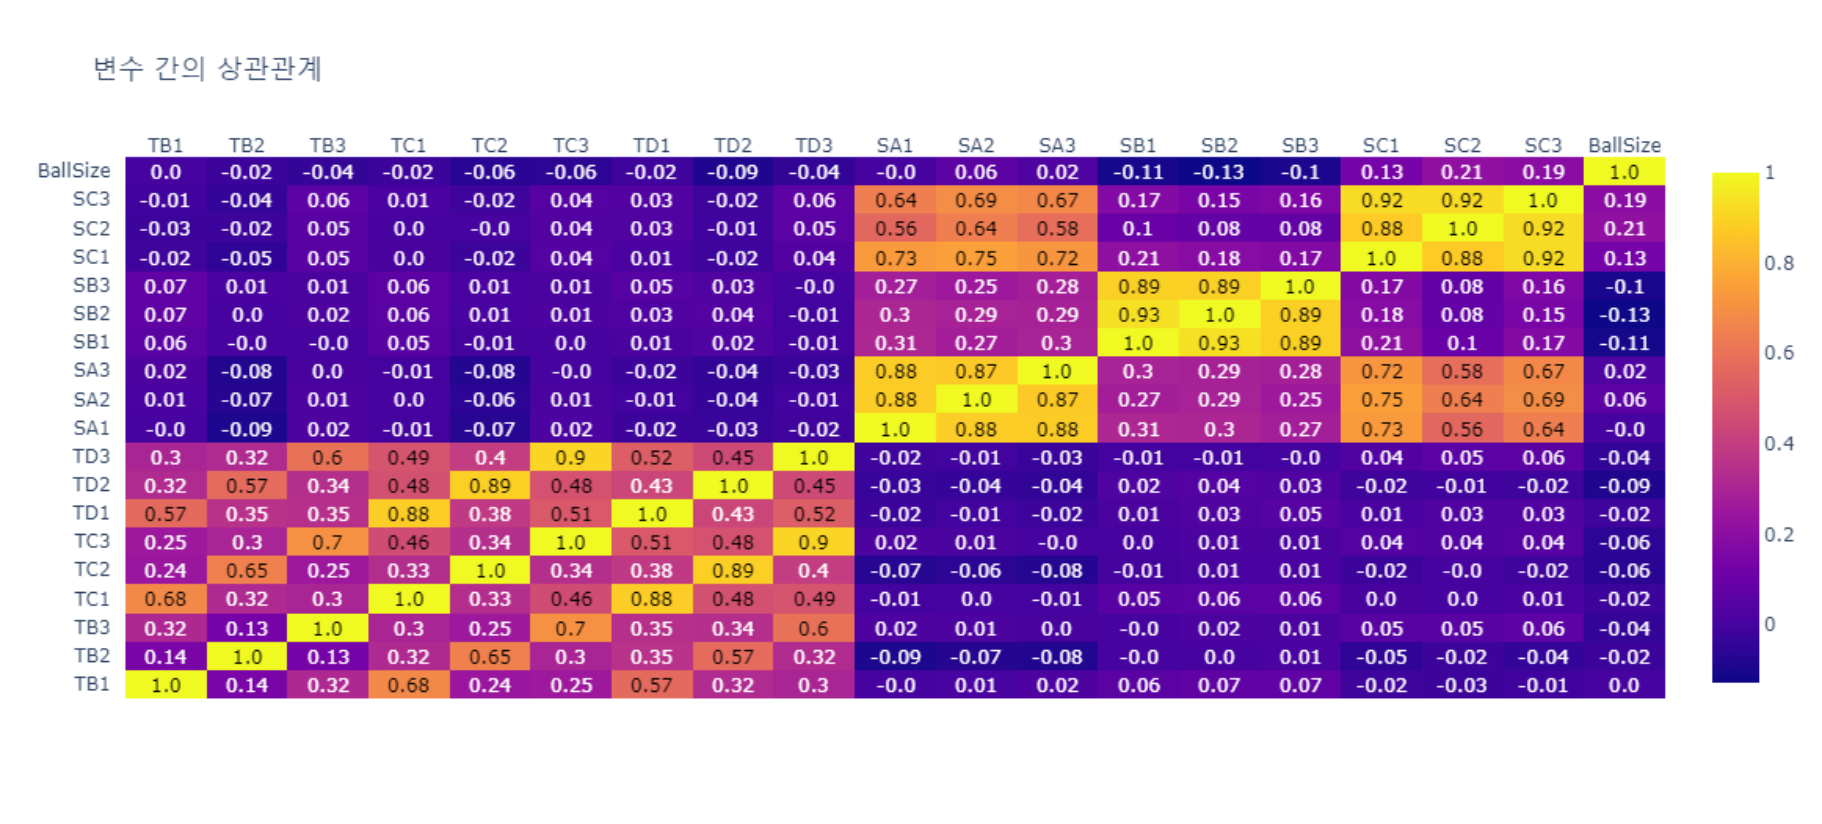 변수 간의 상관관계
TB1 TB2 TB3 TC1 TC2 TC3 TD1 TD2 TD3 SA1 SA2 SA3 SB1 SB2 SB3 SC1 SC2 SC3 BallSize
BallSize 0.0 -0.02 -0.04 -0.02 -0.06 -0.06 -0.02 -0.09 -0.04 -0.0 0.06 0.02 -0.11 -0.13 -0.1 0.13 0.21 0.19 1.0
SC3 -0.01 -0.04 0.06 0.01 -0.02 0.04 0.03 -0.02 0.06 0.64 0.69 0.67 0.17 0.15 0.16 0.92 0.92 1.0 0.19
SC2 -0.03 -0.02 0.05 0.0 -0.0 0.04 0.03 -0.01 0.05 0.56 0.64 0.58 0.1 0.08 0.08 0.88 1.0 0.92 0.21
SC1 -0.02 -0.05 0.05 0.0 -0.02 0.04 0.01 -0.02 0.04 0.73 0.75 0.72 0.21 0.18 0.17 1.0 0.88 0.92 0.13
SB3 0.07 0.01 0.01 0.06 0.01 0.01 0.05 0.03 -0.0 0.27 0.25 0.28 0.89 0.89 1.0 0.17 0.08 0.16 -0.1
SB2 0.07 0.0 0.02 0.06 0.01 0.01 0.03 0.04 -0.01 0.3 0.29 0.29 0.93 1.0 0.89 0.18 0.08 0.15 -0.13
SB1 0.06 -0.0 -0.0 0.05 -0.01 0.0 0.01 0.02 -0.01 0.31 0.27 0.3 1.0 0.93 0.89 0.21 0.1 0.17 -0.11
SA3 0.02 -0.08 0.0 -0.01 -0.08 -0.0 -0.02 -0.04 -0.03 0.88 0.87 1.0 0.3 0.29 0.28 0.72 0.58 0.67 0.02
SA2 0.01 -0.07 0.01 0.0 -0.06 0.01 -0.01 -0.04 -0.01 0.88 1.0 0.87 0.27 0.29 0.25 0.75 0.64 0.69 0.06
SA1 -0.0 -0.09 0.02 -0.01 -0.07 0.02 -0.02 -0.03 -0.02 1.0 0.88 0.88 0.31 0.3 0.27 0.73 0.56 0.64 -0.0
TD3 0.3 0.32 0.6 0.49 0.4 0.9 0.52 0.45 1.0 -0.02 -0.01 -0.03 -0.01 -0.01 -0.0 0.04 0.05 0.06 -0.04
TD2 0.32 0.57 0.34 0.48 0.89 0.48 0.43 1.0 0.45 -0.03 -0.04 -0.04 0.02 0.04 0.03 -0.02 -0.01 -0.02 -0.09
TD1 0.57 0.35 0.35 0.88 0.38 0.51 1.0 0.43 0.52 -0.02 -0.01 -0.02 0.01 0.03 0.05 0.01 0.03 0.03 -0.02
TC3 0.25 0.3 0.7 0.46 0.34 1.0 0.51 0.48 0.9 0.02 0.01 -0.0 0.0 0.01 0.01 0.04 0.04 0.04 -0.06
TC2 0.24 0.65 0.25 0.33 1.0 0.34 0.38 0.89 0.4 -0.07 -0.06 -0.08 -0.01 0.01 0.01 -0.02 -0.0 -0.02 -0.06
TC1 0.68 0.32 0.3 1.0 0.33 0.46 0.88 0.48 0.49 -0.01 0.0 -0.01 0.05 0.06 0.06 0.0 0.0 0.01 -0.02
TB3 0.32 0.13 1.0 0.3 0.25 0.7 0.35 0.34 0.6 0.02 0.01 0.0 -0.0 0.02 0.01 0.05 0.05 0.06 -0.04
TB2 0.14 1.0 0.13 0.32 0.65 0.3 0.35 0.57 0.32 -0.09 -0.07 -0.08 -0.0 0.0 0.01 -0.05 -0.02 -0.04 -0.02
TB1 1.0 0.14 0.32 0.68 0.24 0.25 0.57 0.32 0.3 -0.0 0.01 0.02 0.06 0.07 0.07 -0.02 -0.03 -0.01 0.0
1
0.8
0.6
0.4
0.2
0